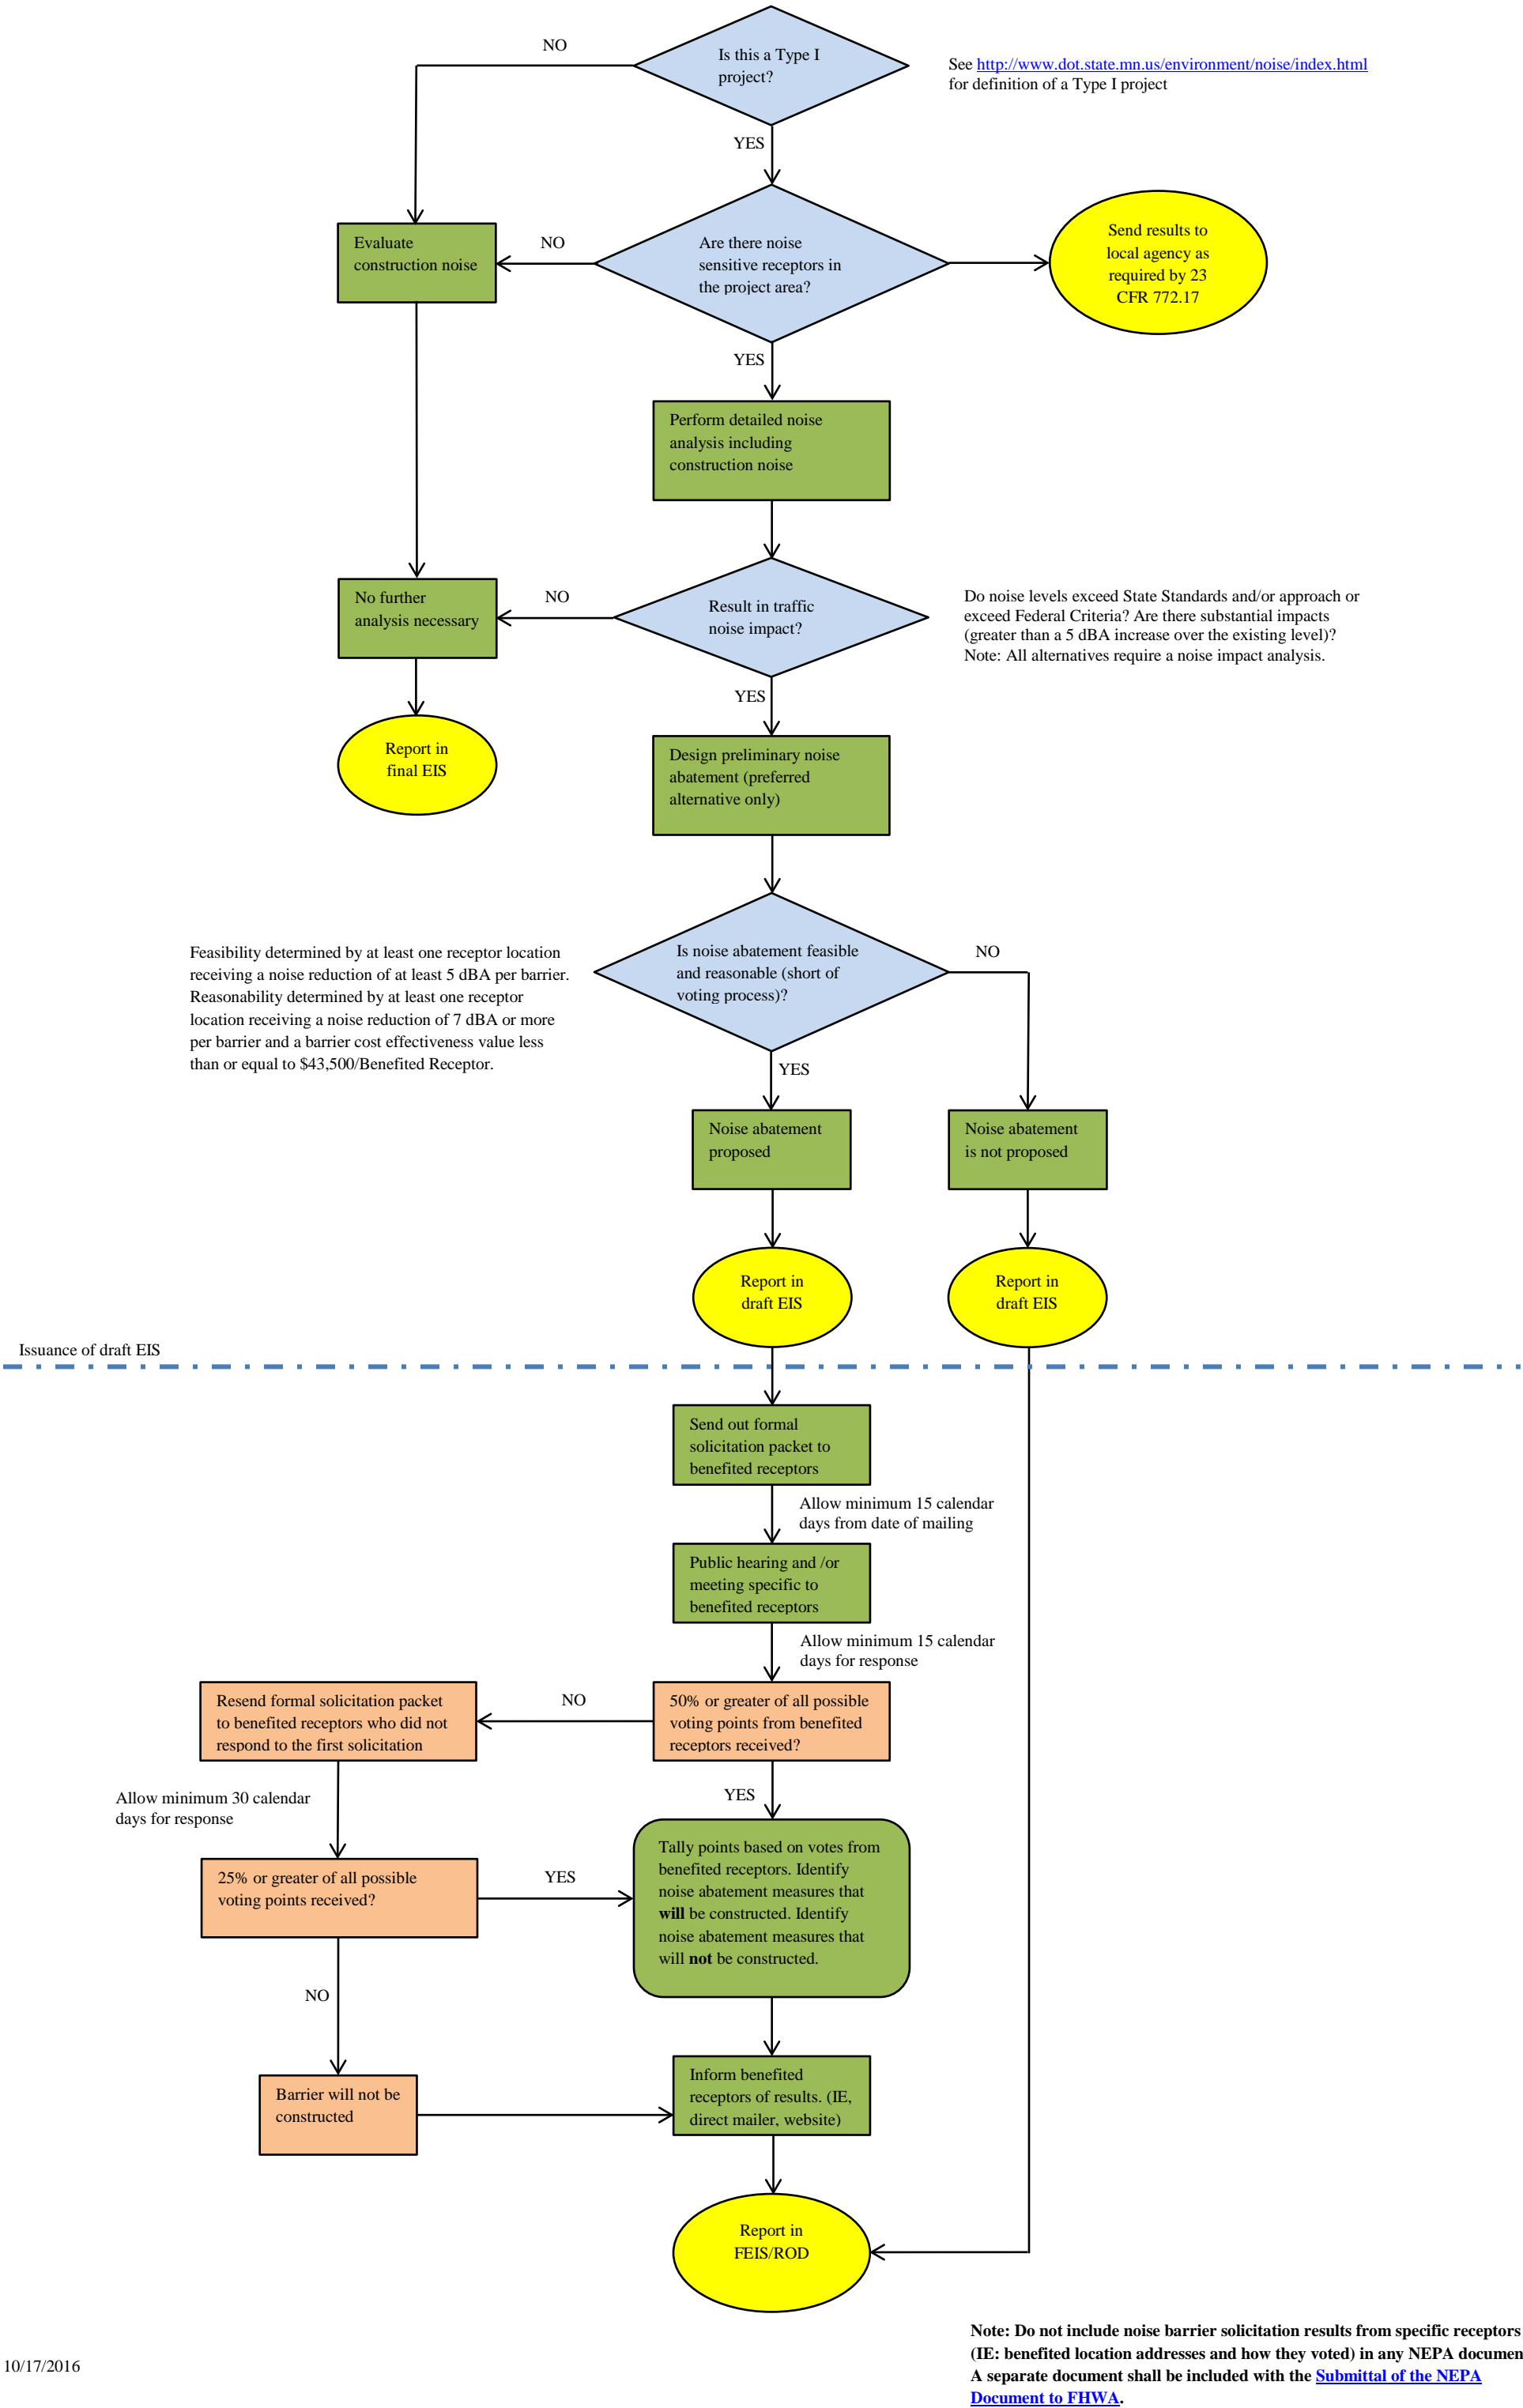 Is this a Type I
project?
NO
See http://www.dot.state.mn.us/environment/noise/index.html
for definition of a Type I project
YES
Evaluate
construction noise
NO
Are there noise
sensitive receptors in
the project area?
Send results to
local agency as
required by 23
CFR 772.17
YES
Perform detailed noise
analysis including
construction noise
No further
analysis necessary
NO
Result in traffic
noise impact?
Do noise levels exceed State Standards and/or approach or
exceed Federal Criteria? Are there substantial impacts
(greater than a 5 dBA increase over the existing level)?
Note: All alternatives require a noise impact analysis.
YES
Report in
final EIS
Design preliminary noise
abatement (preferred
alternative only)
Feasibility determined by at least one receptor location
receiving a noise reduction of at least 5 dBA per barrier.
Reasonability determined by at least one receptor
location receiving a noise reduction of 7 dBA or more
per barrier and a barrier cost effectiveness value less
than or equal to $43,500/Benefited Receptor.
Is noise abatement feasible
and reasonable (short of
voting process)?
NO
YES
Noise abatement
proposed
Noise abatement
is not proposed
Report in
draft EIS
Report in
draft EIS
Issuance of draft EIS
Send out formal
solicitation packet to
benefited receptors
Allow minimum 15 calendar
days from date of mailing
Public hearing and /or
meeting specific to
benefited receptors
Allow minimum 15 calendar
days for response
Resend formal solicitation packet
to benefited receptors who did not
respond to the first solicitation
NO
50% or greater of all possible
voting points from benefited
receptors received?
Allow minimum 30 calendar
days for response
YES
25% or greater of all possible
voting points received?
YES
Tally points based on votes from
benefited receptors. Identify
noise abatement measures that
will be constructed. Identify
noise abatement measures that
will not be constructed.
NO
Barrier will not be
constructed
Inform benefited
receptors of results. (IE,
direct mailer, website)
Report in
FEIS/ROD
Note: Do not include noise barrier solicitation results from specific receptors
(IE: benefited location addresses and how they voted) in any NEPA documen
A separate document shall be included with the Submittal of the NEPA
Document to FHWA.
10/17/2016